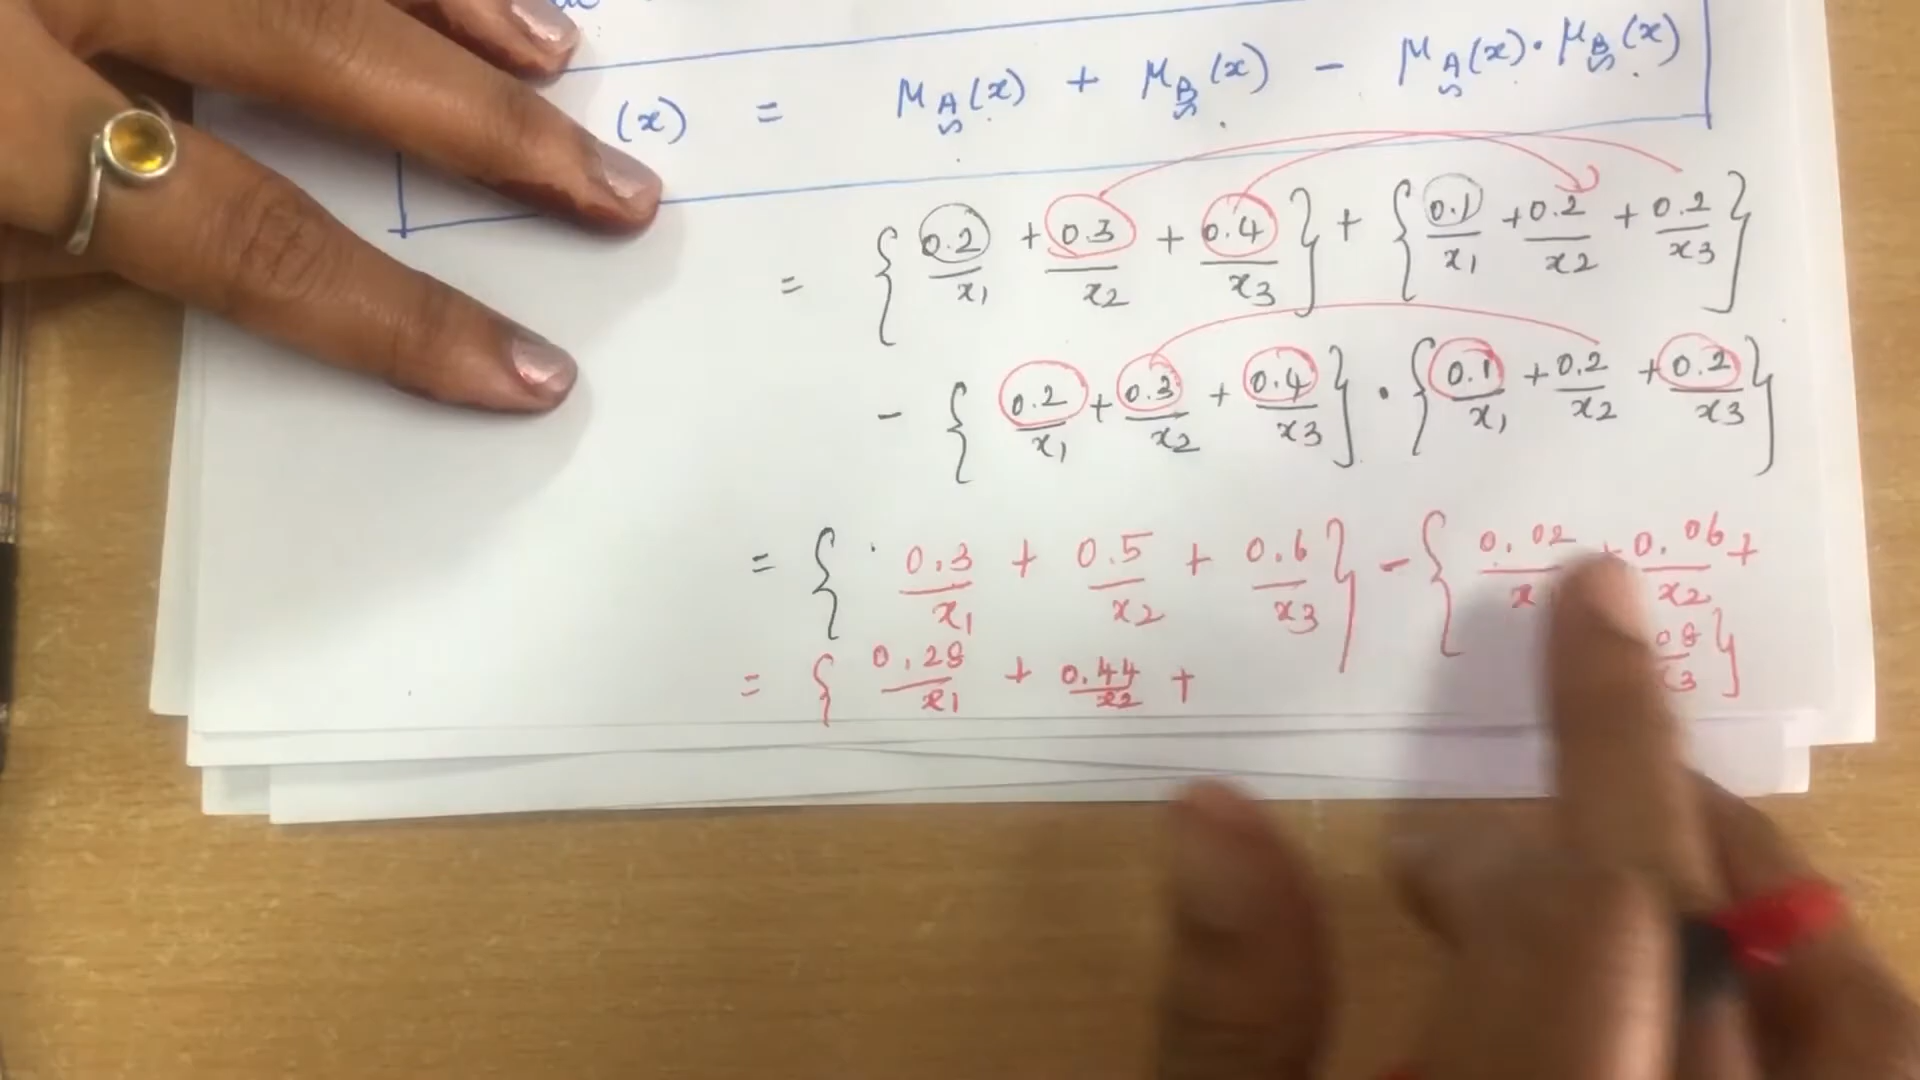 (x) = μA(x) + μB(x) - μA(x)·μB(x)
= { 0.2/x1 + 0.3/x2 + 0.4/x3 } + { 0.1/x1 + 0.2/x2 + 0.2/x3 }
- { 0.2/x1 + 0.3/x2 + 0.4/x3 } · { 0.1/x1 + 0.2/x2 + 0.2/x3 }
= { 0.3/x1 + 0.5/x2 + 0.6/x3 } - { 0.02/x + 0.06/x2 +
08/x3 }
= { 0.28/x1 + 0.44/x2 +